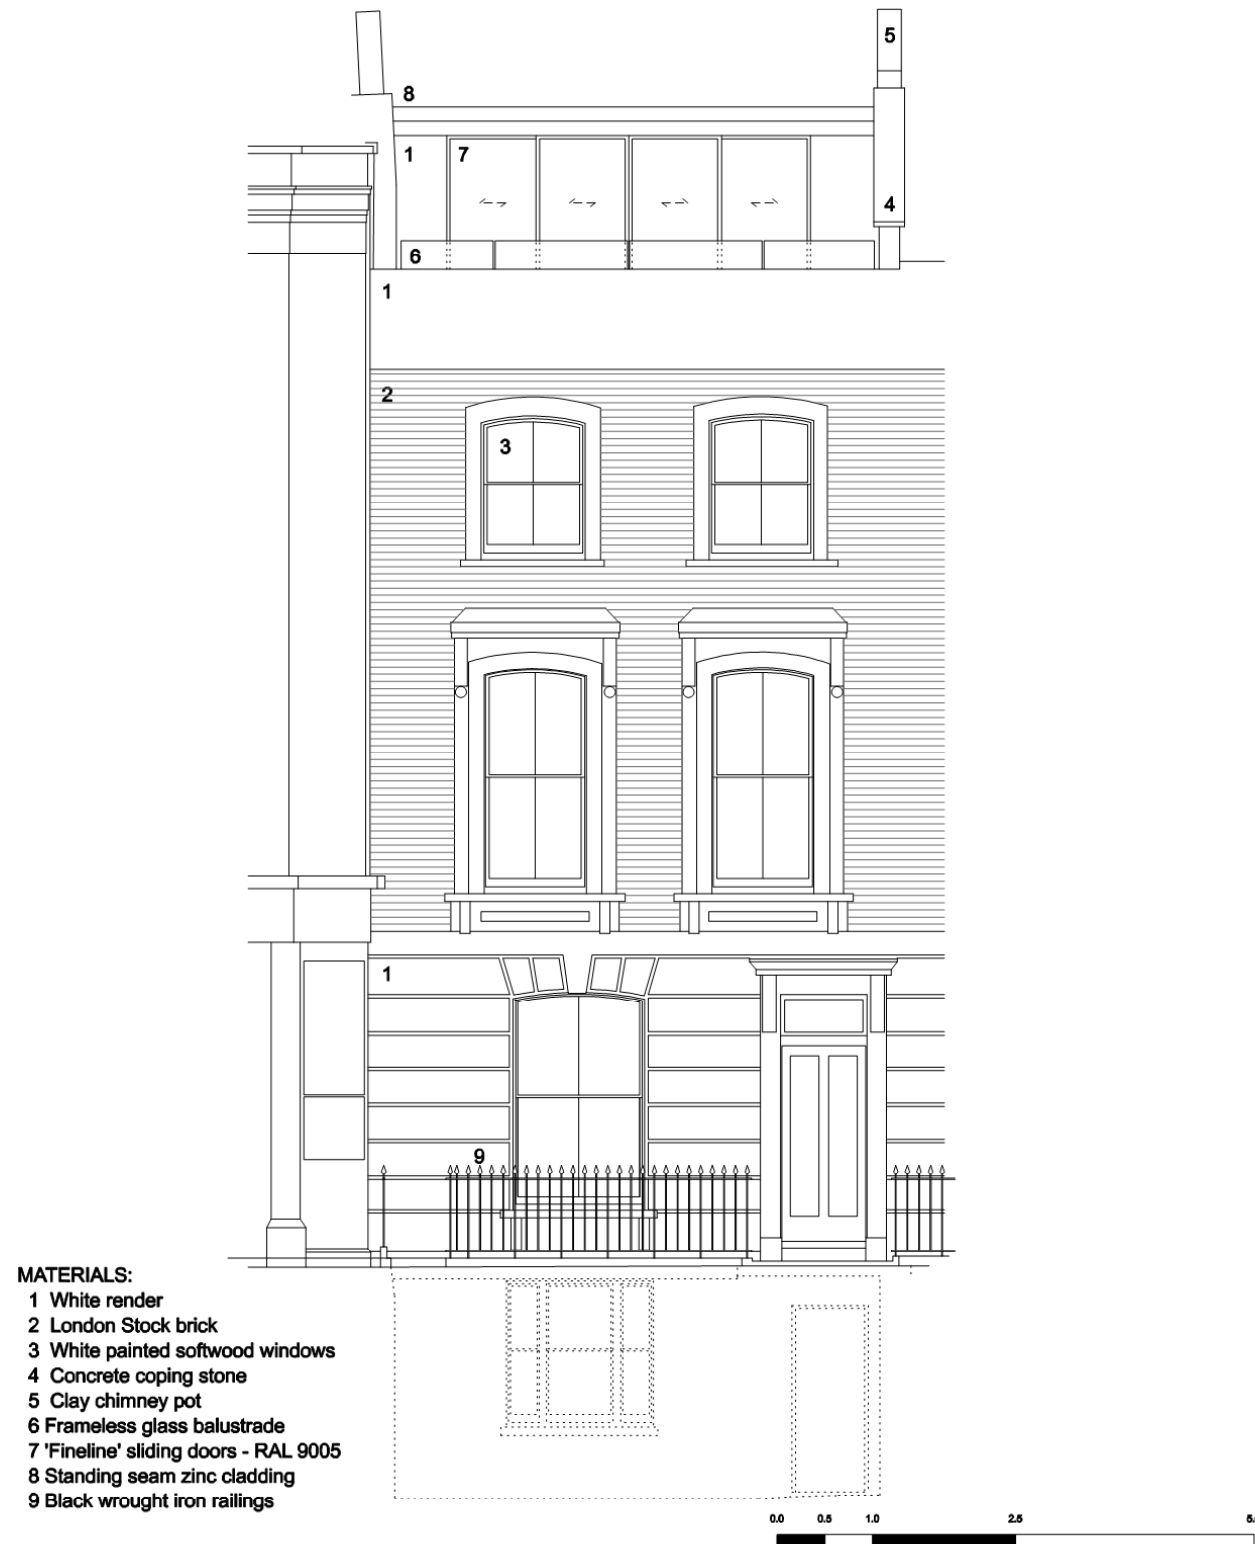 5
8
1
7
4
6
1
2
3
1
9
MATERIALS:
1 White render
2 London Stock brick
3 White painted softwood windows
4 Concrete coping stone
5 Clay chimney pot
6 Frameless glass balustrade
7 'Fineline' sliding doors - RAL 9005
8 Standing seam zinc cladding
9 Black wrought iron railings
0.0 0.5 1.0 2.5